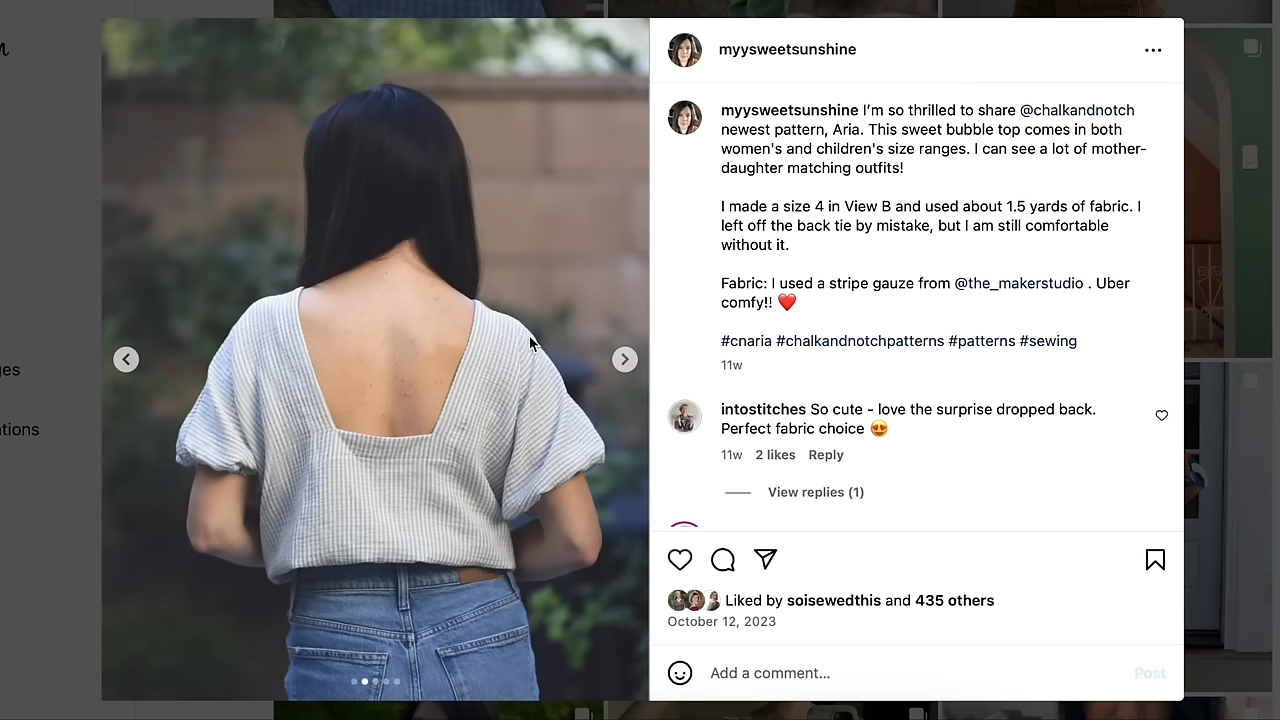 myysweetsunshine
myysweetsunshine I'm so thrilled to share @chalkandnotch
newest pattern, Aria. This sweet bubble top comes in both
women's and children's size ranges. I can see a lot of mother-
daughter matching outfits!
I made a size 4 in View B and used about 1.5 yards of fabric. I
left off the back tie by mistake, but I am still comfortable
without it.
Fabric: I used a stripe gauze from @the_makerstudio . Uber
comfy!! ❤️
#cnaria #chalkandnotchpatterns #patterns #sewing
11w
intostitches So cute - love the surprise dropped back.
Perfect fabric choice 😍
11w 2 likes Reply
View replies (1)
Liked by soisewedthis and 435 others
October 12, 2023
Add a comment... Post